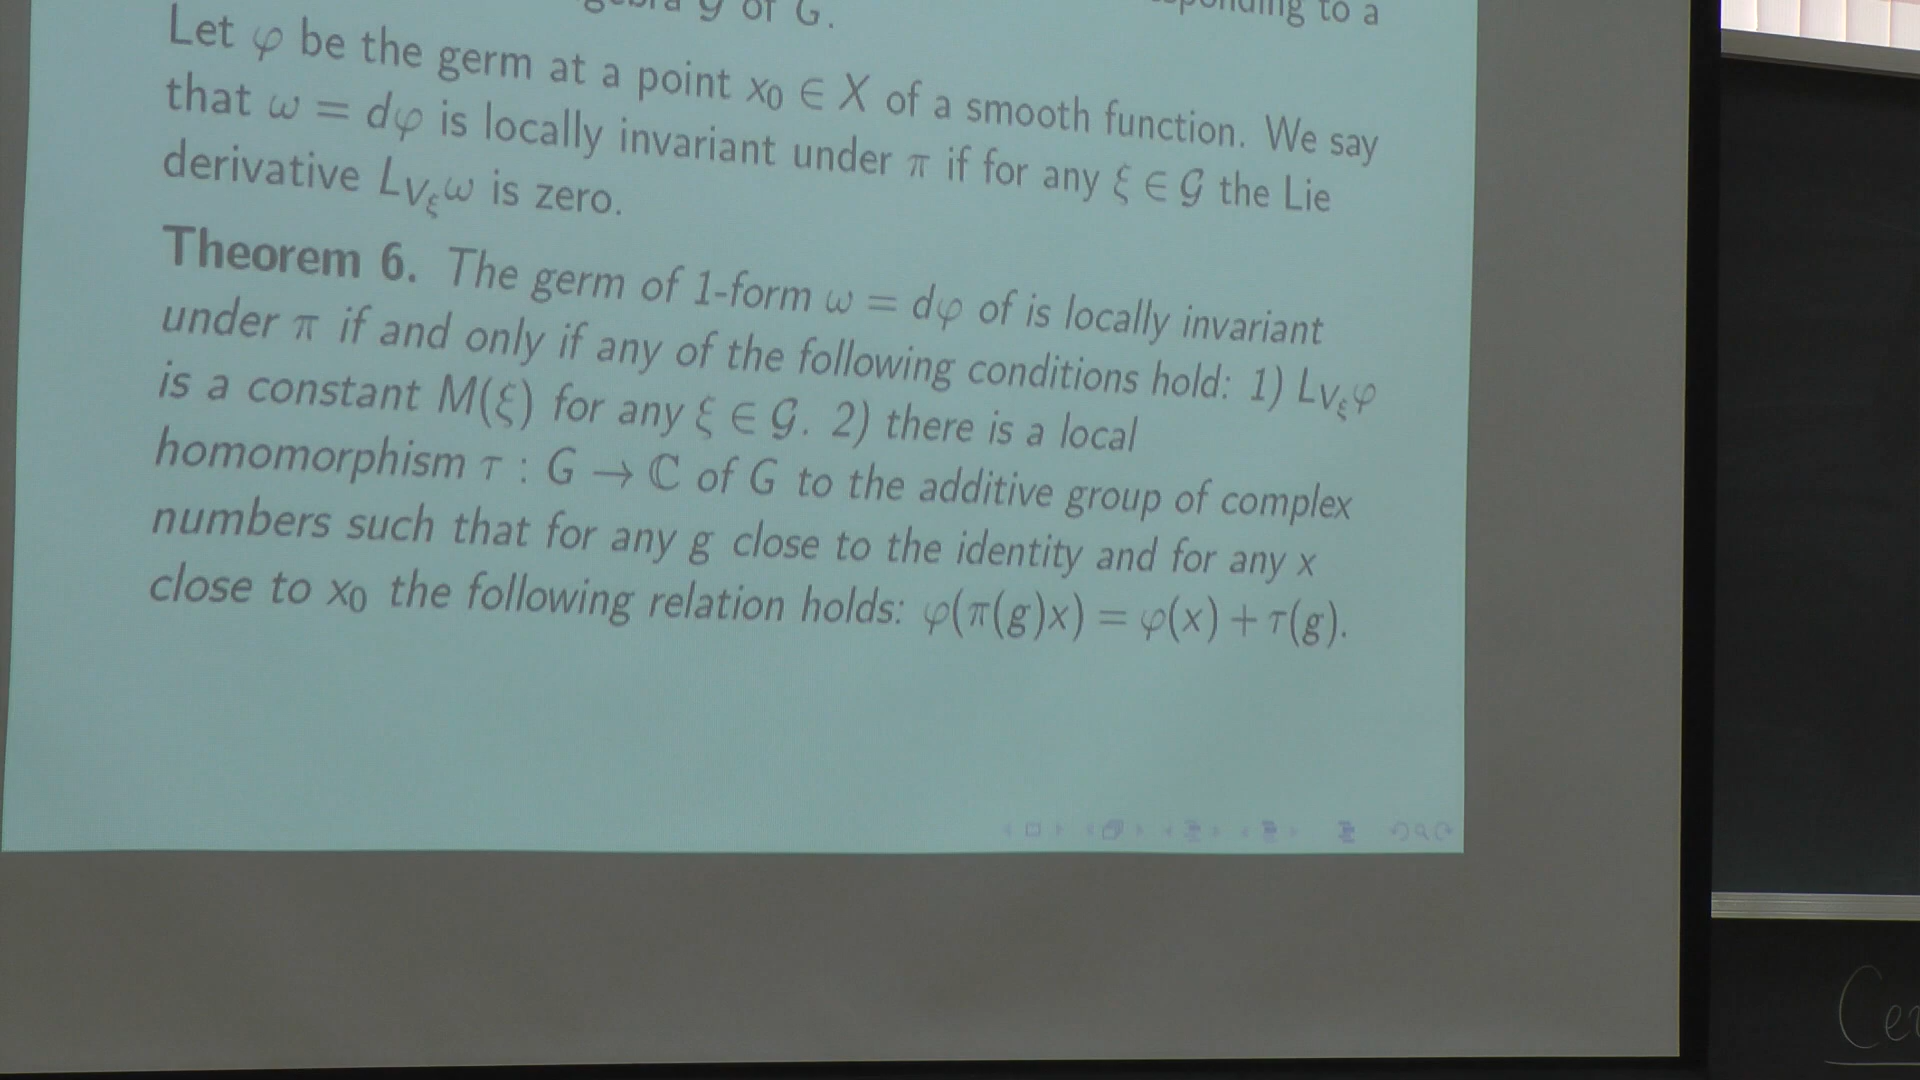 of G.
to a
Let φ be the germ at a point x₀ ∈ X of a smooth function. We say
that ω = dφ is locally invariant under π if for any ξ ∈ 𝒢 the Lie
derivative L_{V_ξ}ω is zero.
Theorem 6. The germ of 1-form ω = dφ of is locally invariant
under π if and only if any of the following conditions hold: 1) L_{V_ξ}φ
is a constant M(ξ) for any ξ ∈ 𝒢. 2) there is a local
homomorphism τ : G → ℂ of G to the additive group of complex
numbers such that for any g close to the identity and for any x
close to x₀ the following relation holds: φ(π(g)x) = φ(x) + τ(g).